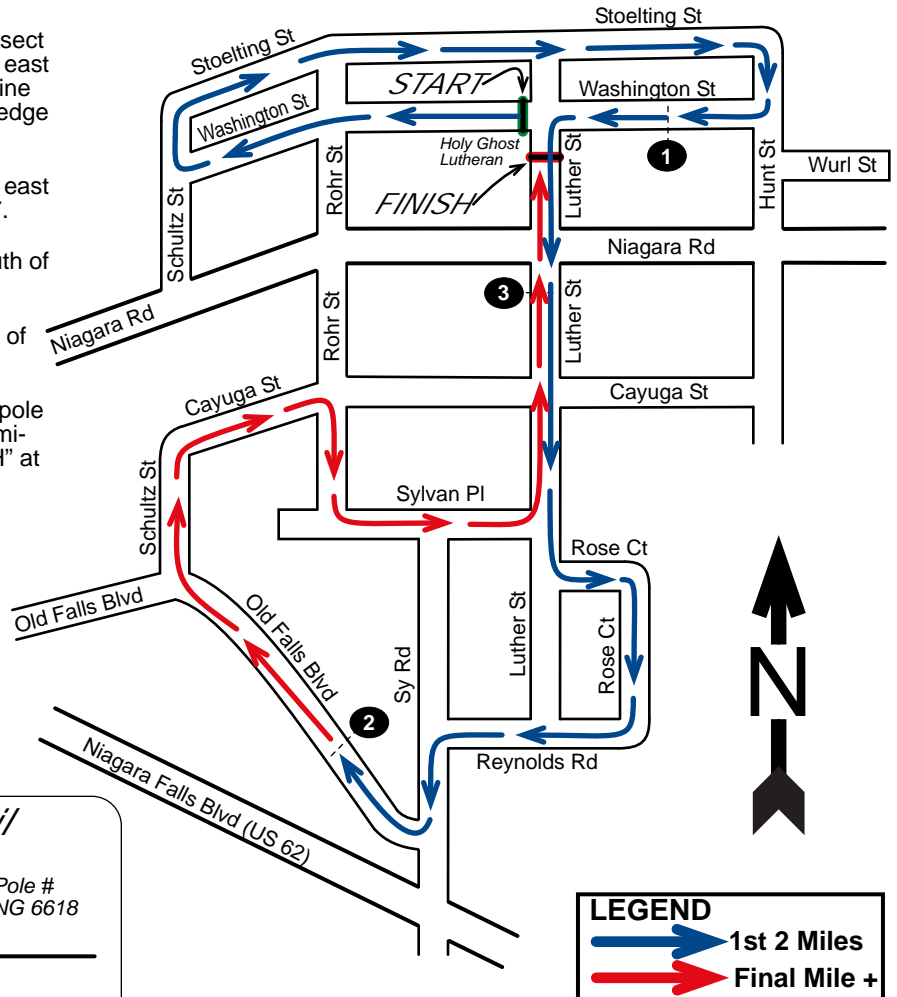 sect
east
ine
edge
east
”.
uth of
of
pole
mi-
H” at
Stoelting St
Stoelting St
START
Washington St
Washington St
Holy Ghost
Lutheran
1
Wurl St
Rohr St
Luther St
Hunt St
FINISH
Schultz St
Niagara Rd
3
Niagara Rd
Rohr St
Luther St
Cayuga St
Cayuga St
Schultz St
Sylvan Pl
Rose Ct
Old Falls Blvd
Old Falls Blvd
Sy Rd
Luther St
Rose Ct
N
2
Reynolds Rd
Niagara Falls Blvd (US 62)
Pole #
NG 6618
LEGEND
1st 2 Miles
Final Mile +